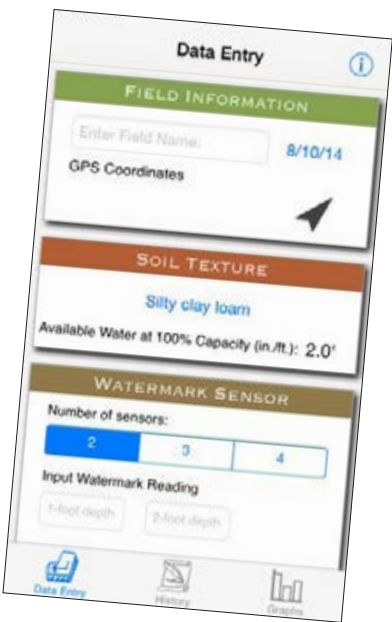 Data Entry
FIELD INFORMATION
Enter Field Name:
8/10/14
GPS Coordinates
SOIL TEXTURE
Silty clay loam
Available Water at 100% Capacity (in./ft.): 2.0"
WATERMARK SENSOR
Number of sensors:
2 3 4
Input Watermark Reading
1-foot depth 2-foot depth
Data Entry History Graphs